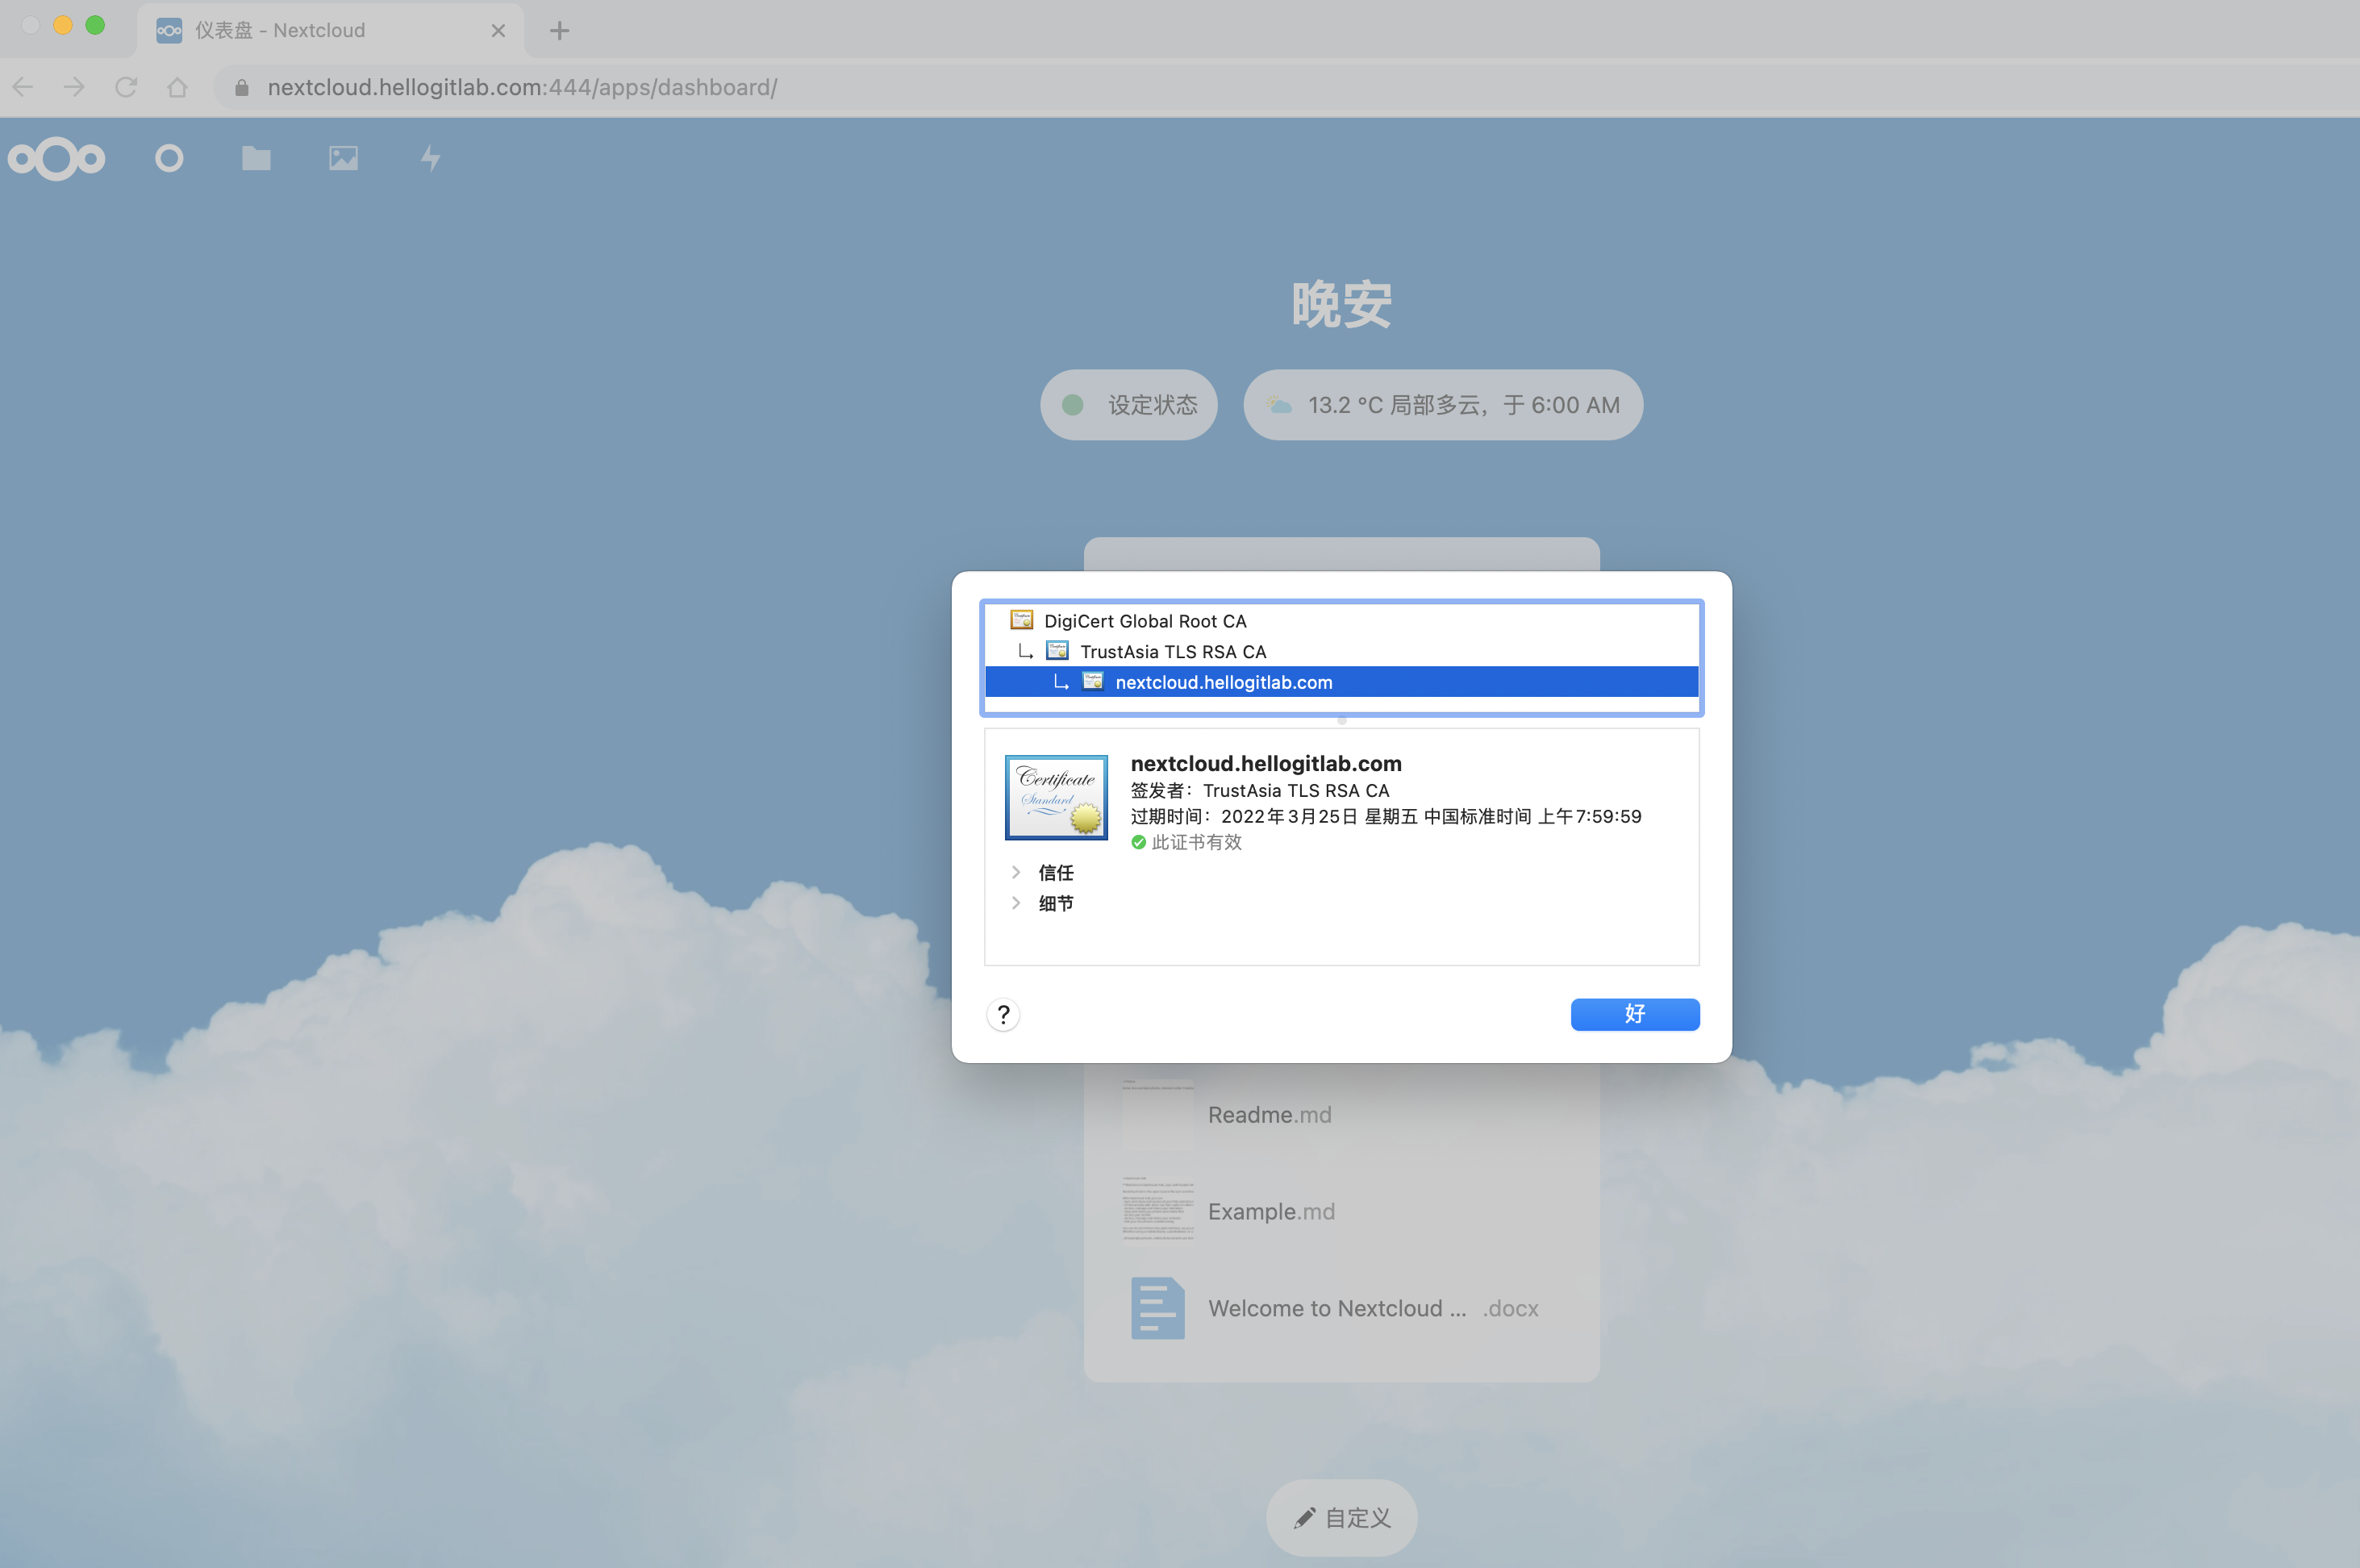 仪表盘 - Nextcloud
nextcloud.hellogitlab.com:444/apps/dashboard/
晚安
设定状态
13.2 °C 局部多云，于 6:00 AM
DigiCert Global Root CA
TrustAsia TLS RSA CA
nextcloud.hellogitlab.com
Certificate
Standard
nextcloud.hellogitlab.com
签发者：TrustAsia TLS RSA CA
过期时间：2022年3月25日 星期五 中国标准时间 上午7:59:59
此证书有效
信任
细节
?
好
Readme.md
Example.md
Welcome to Nextcloud ... .docx
自定义